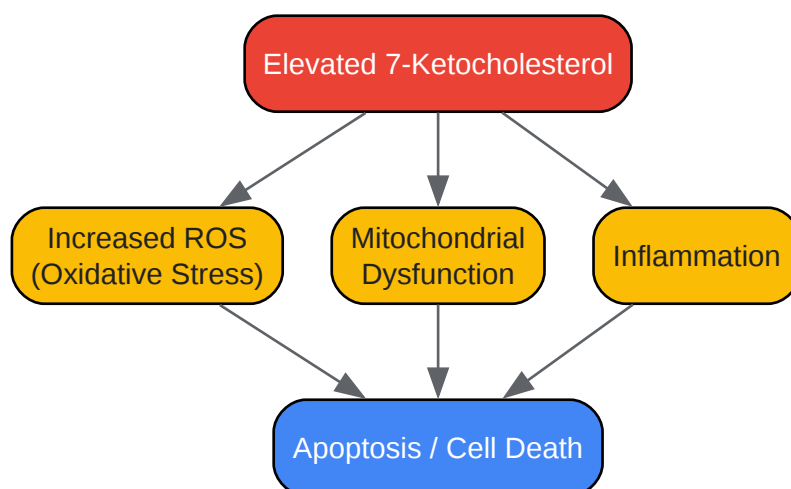 Elevated 7-Ketocholesterol
Increased ROS
(Oxidative Stress)
Mitochondrial
Dysfunction
Inflammation
Apoptosis / Cell Death